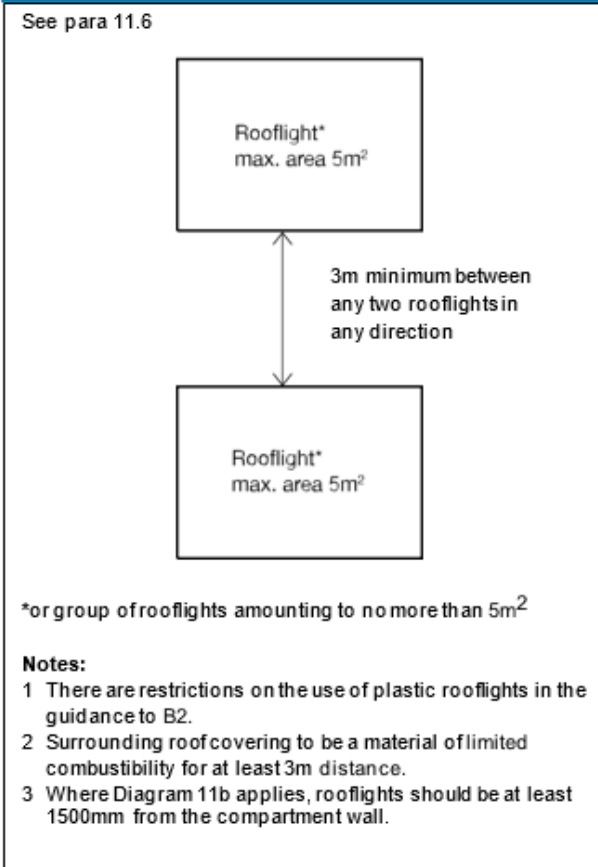 See para 11.6
Rooflight*
max. area 5m²
3m minimum between
any two rooflights in
any direction
Rooflight*
max. area 5m²
*or group of rooflights amounting to no more than 5m²
Notes:
1 There are restrictions on the use of plastic rooflights in the
guidance to B2.
2 Surrounding roof covering to be a material of limited
combustibility for at least 3m distance.
3 Where Diagram 11b applies, rooflights should be at least
1500mm from the compartment wall.